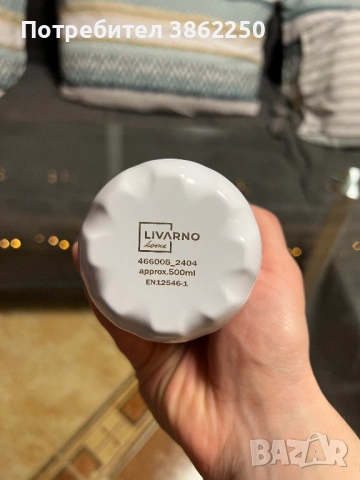 Потребител 3862250
LIVARNO
home
466005_2404
approx.500ml
EN12546-1
BAZAR